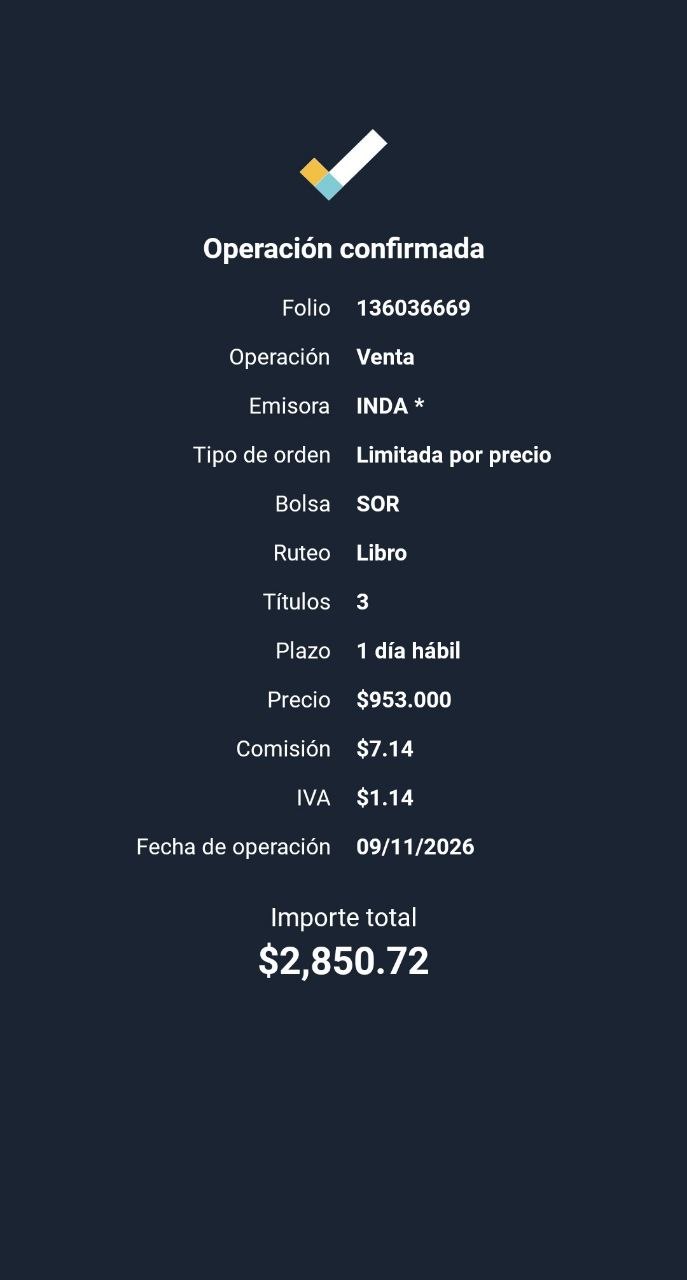 Operación confirmada
Folio 136036669
Operación Venta
Emisora INDA *
Tipo de orden Limitada por precio
Bolsa SOR
Ruteo Libro
Títulos 3
Plazo 1 día hábil
Precio $953.000
Comisión $7.14
IVA $1.14
Fecha de operación 09/11/2026
Importe total
$2,850.72